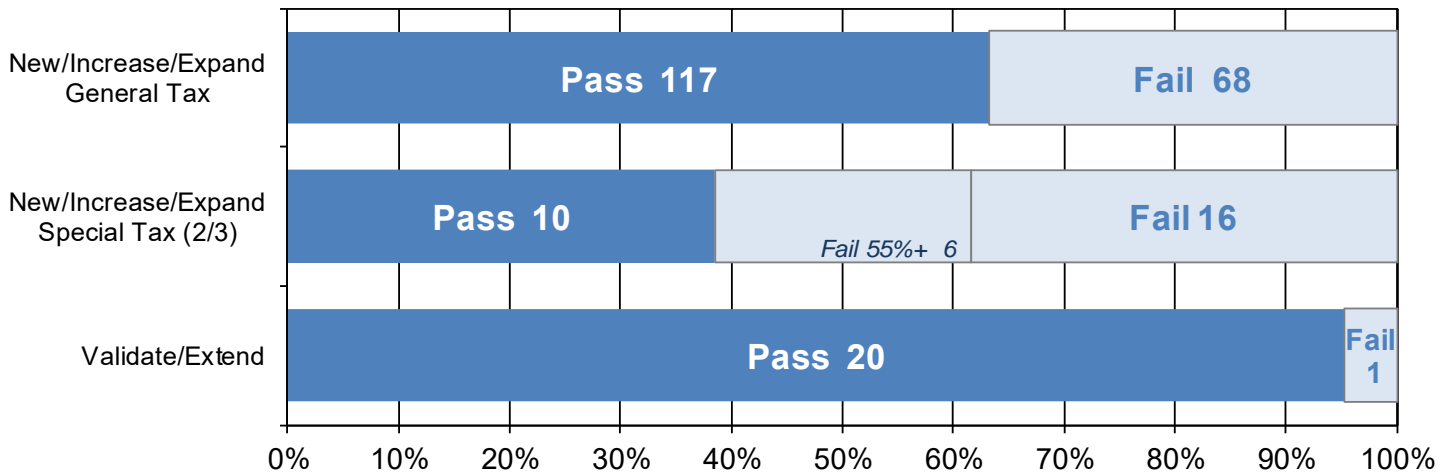 New/Increase/Expand
General Tax
Pass 117
Fail 68
New/Increase/Expand
Special Tax (2/3)
Pass 10
Fail 55%+ 6
Fail 16
Validate/Extend
Pass 20
Fail
1
0% 10% 20% 30% 40% 50% 60% 70% 80% 90% 100%